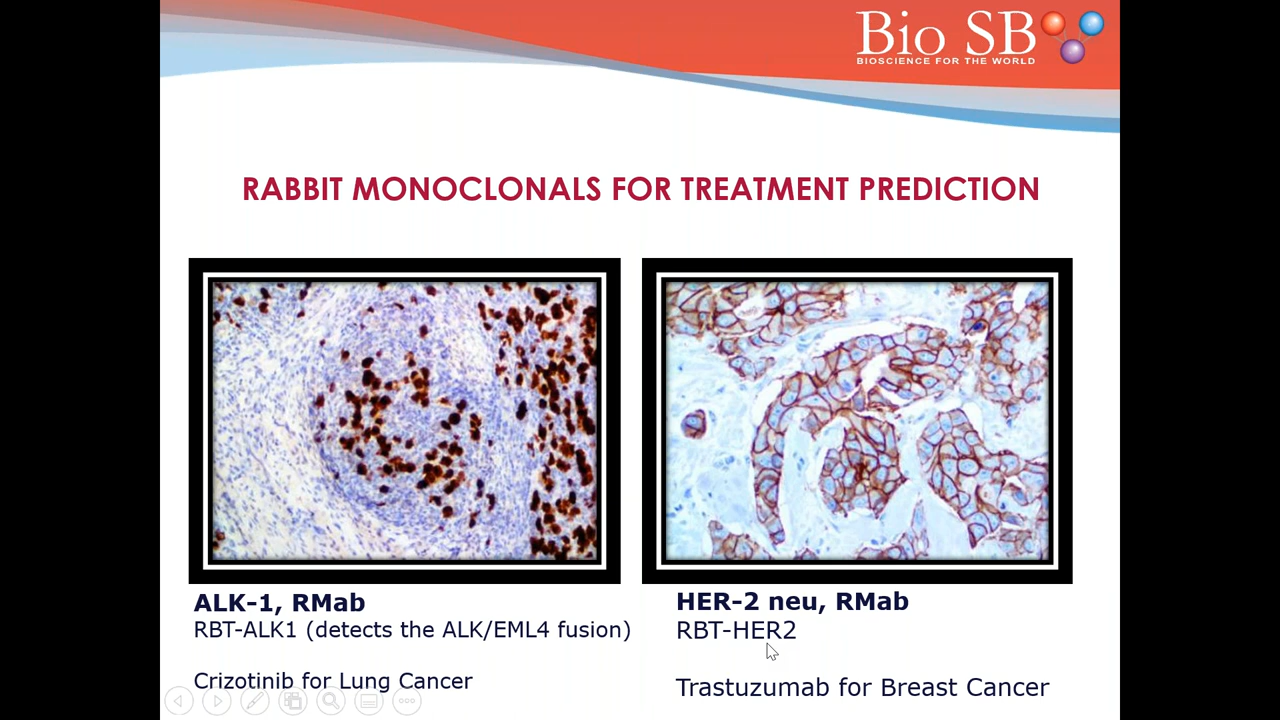 Bio SB
BIOSCIENCE FOR THE WORLD
RABBIT MONOCLONALS FOR TREATMENT PREDICTION
ALK-1, RMab
RBT-ALK1 (detects the ALK/EML4 fusion)
Crizotinib for Lung Cancer
HER-2 neu, RMab
RBT-HER2
Trastuzumab for Breast Cancer